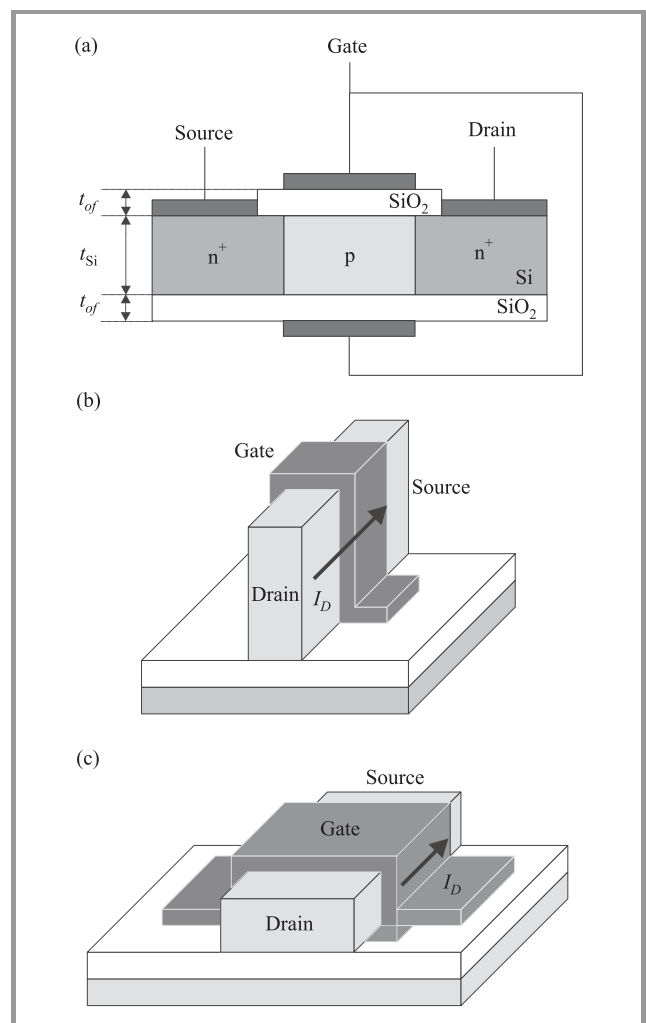 (a)
Gate
Source
Drain
t_of
SiO₂
t_Si
n⁺
p
n⁺
Si
t_of
SiO₂
(b)
Gate
Source
Drain
I_D
(c)
Source
Gate
I_D
Drain